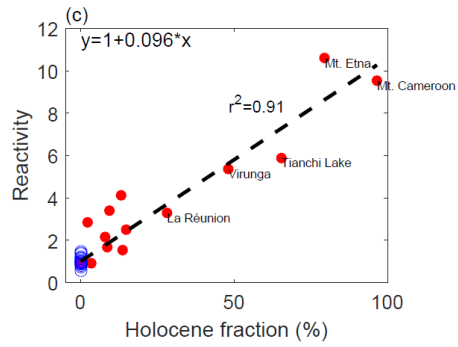 (c)
y=1+0.096*x
r²=0.91
Mt. Etna
Mt. Cameroon
Tianchi Lake
Virunga
La Réunion
12
10
8
6
4
2
0
Reactivity
0 50 100
Holocene fraction (%)